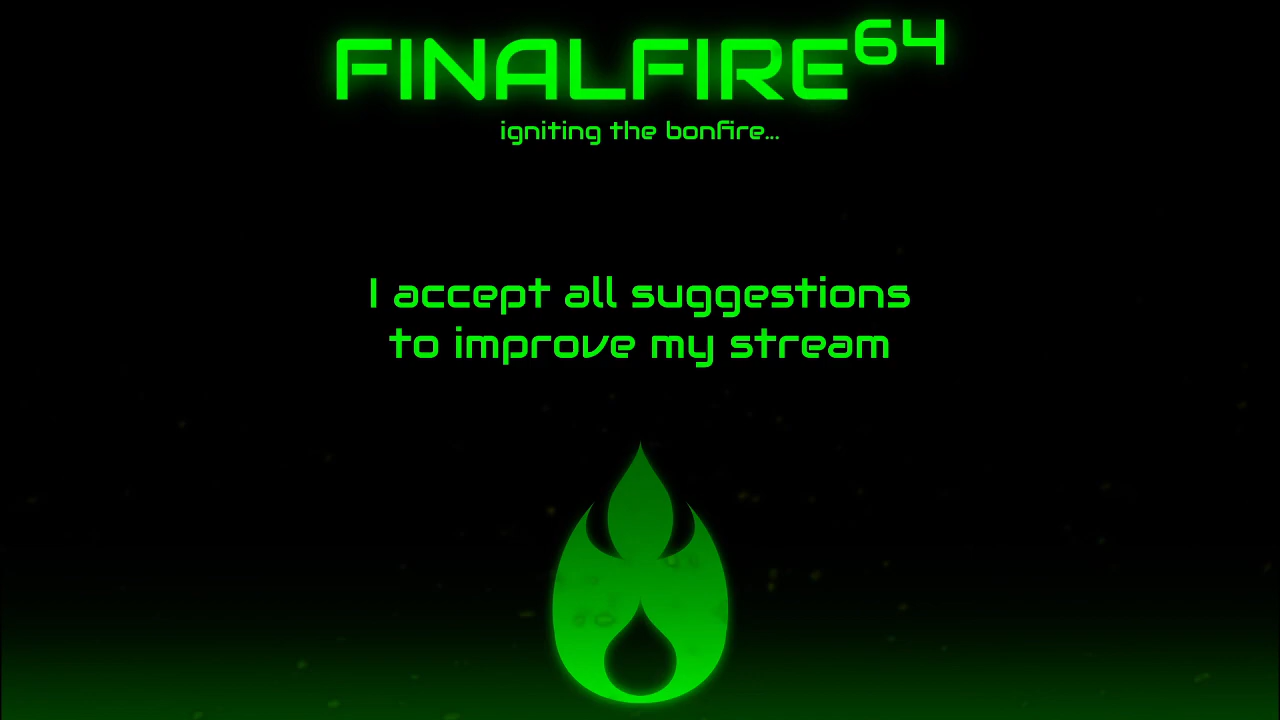 FINALFIRE64
igniting the bonfire...
I accept all suggestions
to improve my stream